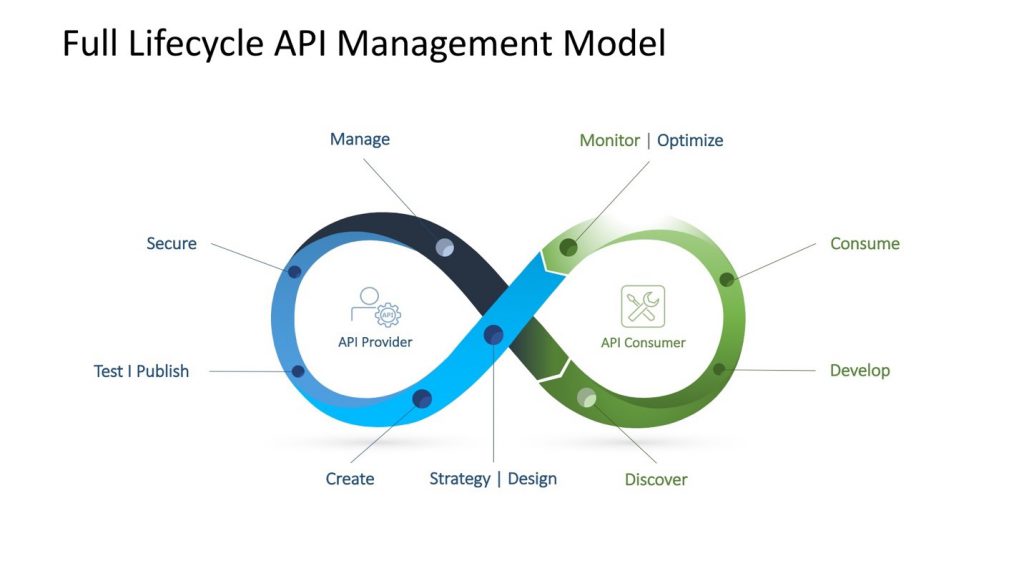 Full Lifecycle API Management Model
Manage
Monitor | Optimize
Secure
Consume
API
API Provider
API Consumer
Test I Publish
Develop
Create
Strategy | Design
Discover